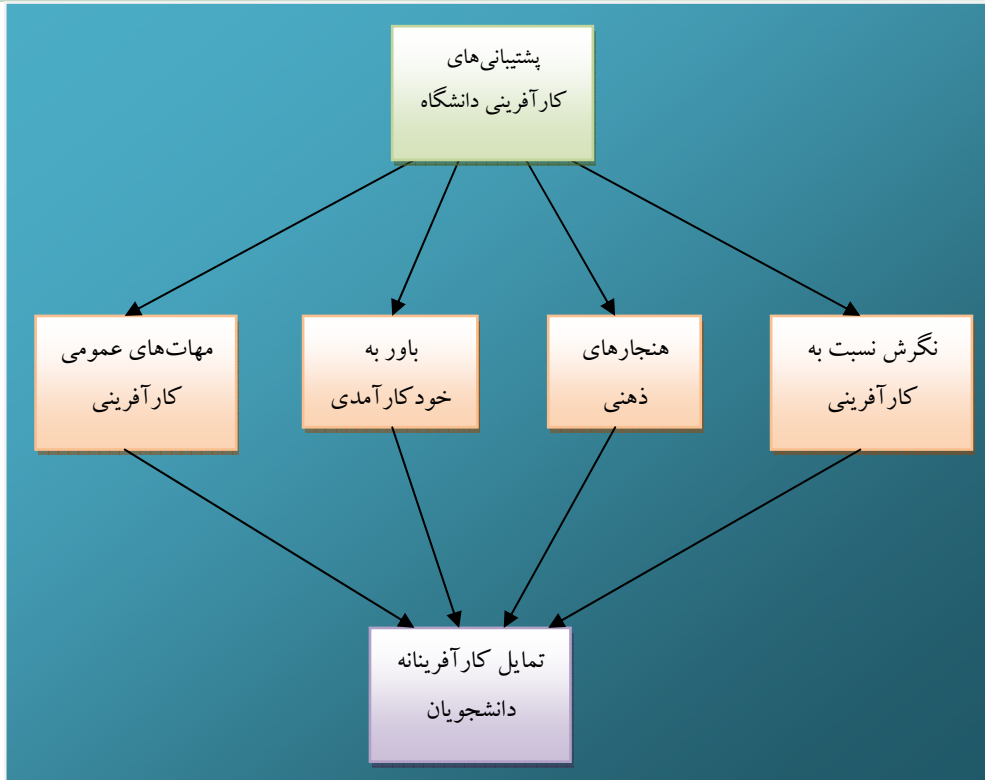 پشتیبانی‌های
کارآفرینی دانشگاه
نگرش نسبت به
کارآفرینی
هنجارهای
ذهنی
باور به
خودکارآمدی
مهات‌های عمومی
کارآفرینی
تمایل کارآفرینانه
دانشجویان